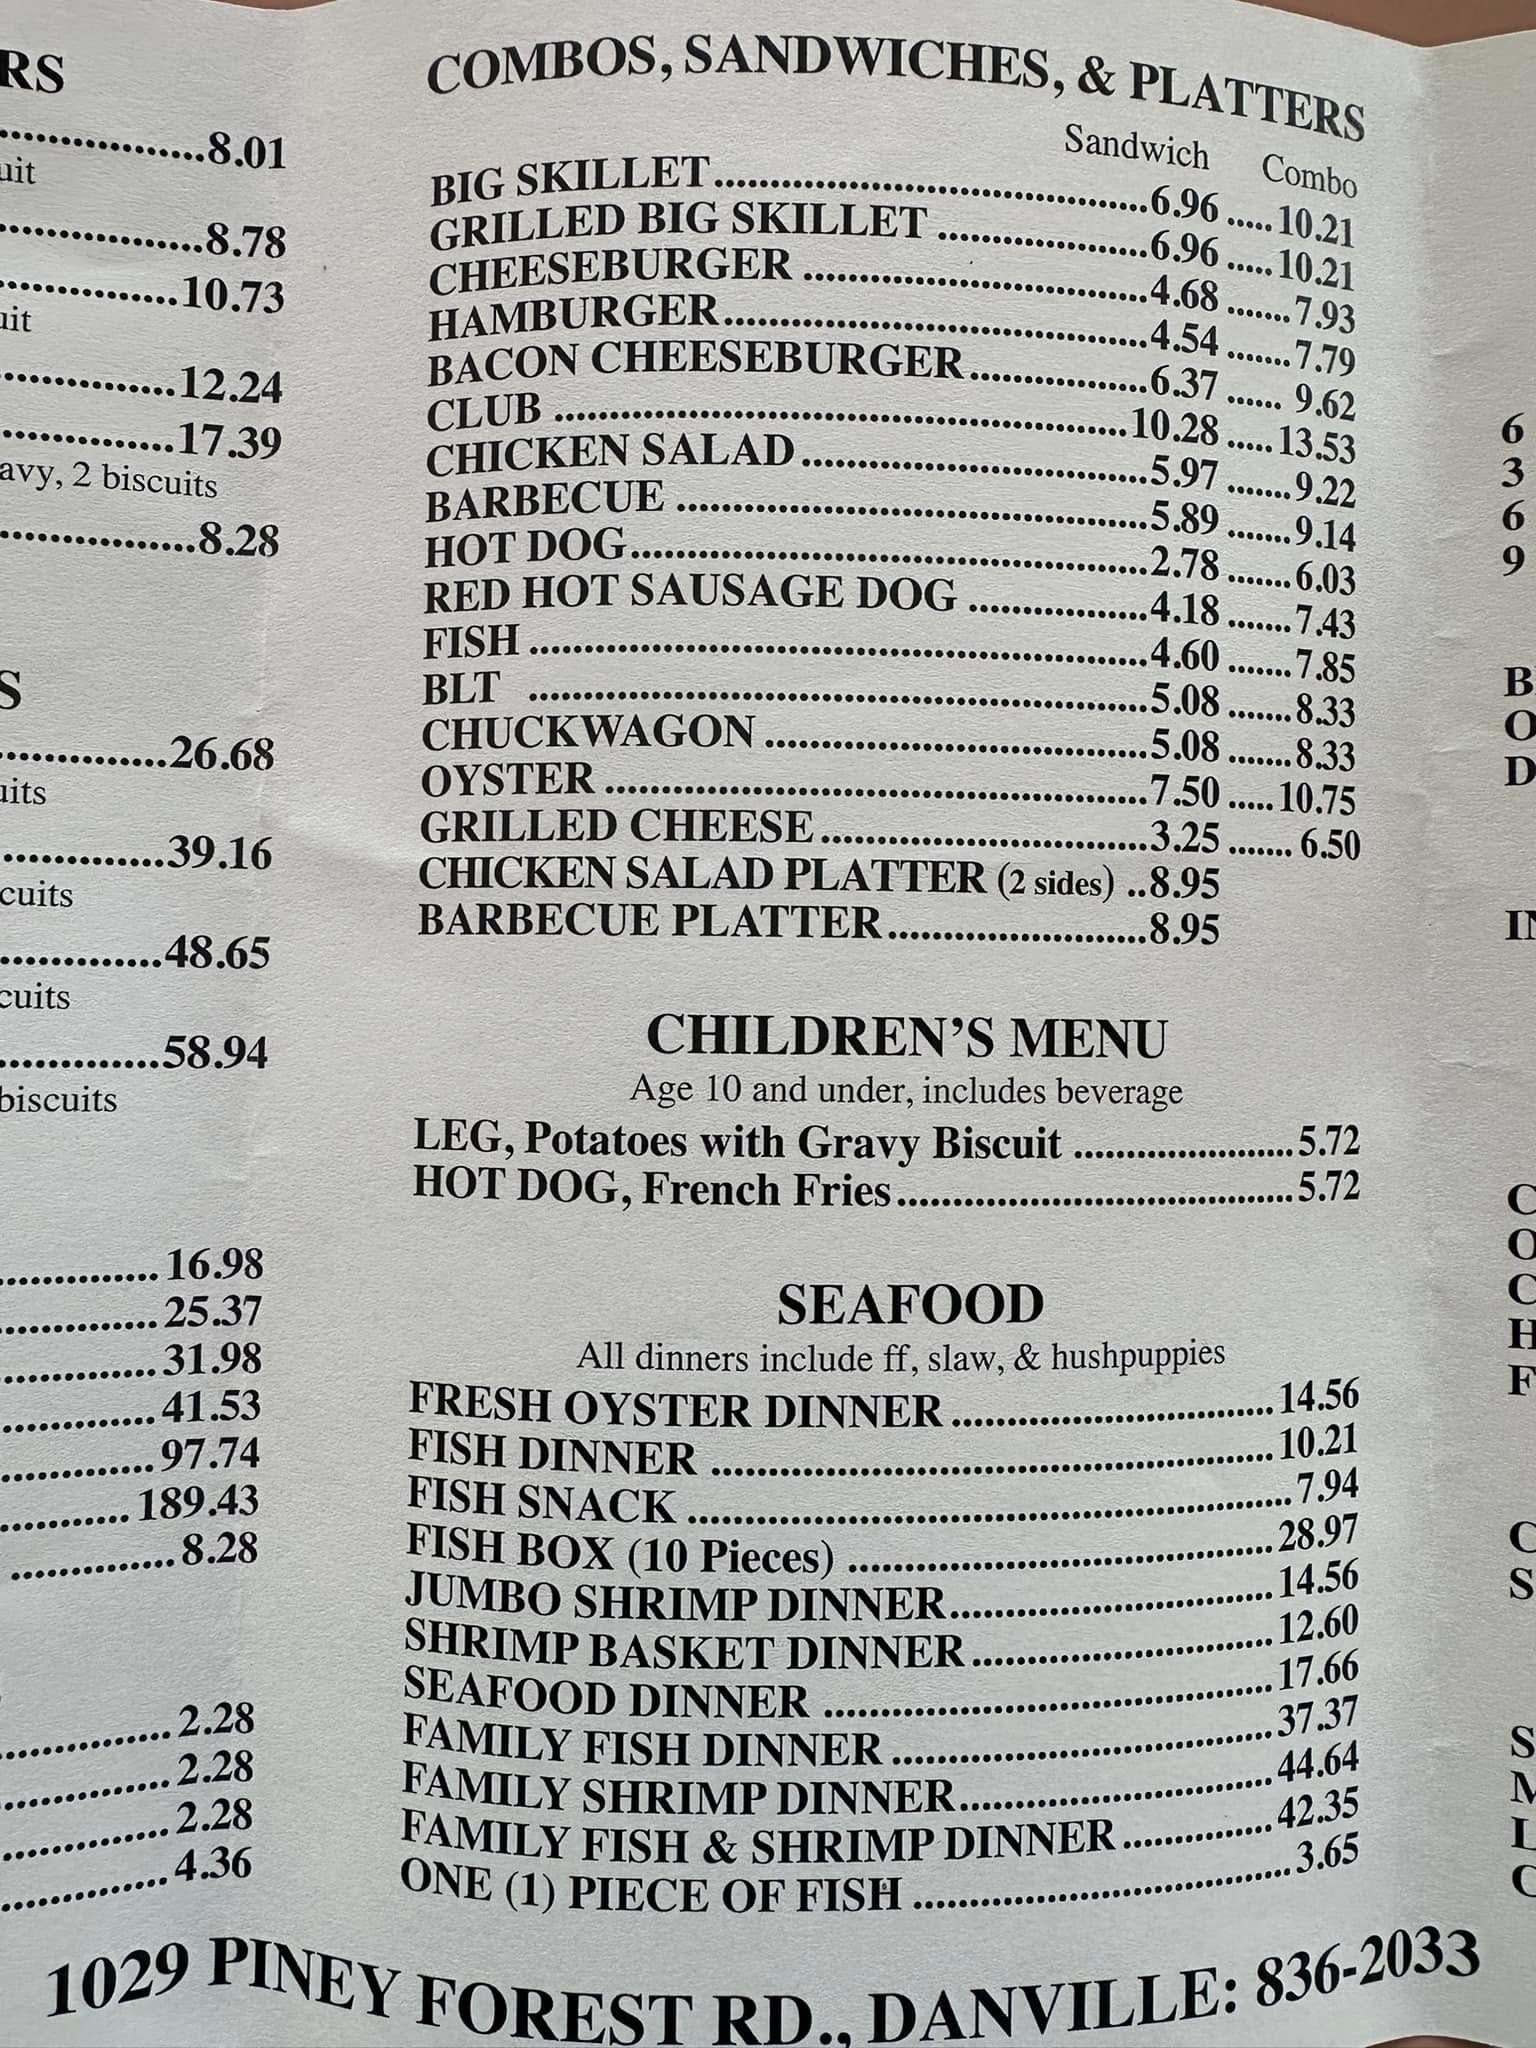 RS
8.01
uit
8.78
10.73
uit
12.24
17.39
avy, 2 biscuits
8.28
S
26.68
uits
39.16
cuits
48.65
cuits
58.94
biscuits
16.98
25.37
31.98
41.53
97.74
189.43
8.28
2.28
2.28
2.28
4.36
COMBOS, SANDWICHES, & PLATTERS
Sandwich Combo
BIG SKILLET 6.96 10.21
GRILLED BIG SKILLET 6.96 10.21
CHEESEBURGER 4.68 7.93
HAMBURGER 4.54 7.79
BACON CHEESEBURGER 6.37 9.62
CLUB 10.28 13.53
CHICKEN SALAD 5.97 9.22
BARBECUE 5.89 9.14
HOT DOG 2.78 6.03
RED HOT SAUSAGE DOG 4.18 7.43
FISH 4.60 7.85
BLT 5.08 8.33
CHUCKWAGON 5.08 8.33
OYSTER 7.50 10.75
GRILLED CHEESE 3.25 6.50
CHICKEN SALAD PLATTER (2 sides) ..8.95
BARBECUE PLATTER 8.95
CHILDREN'S MENU
Age 10 and under, includes beverage
LEG, Potatoes with Gravy Biscuit 5.72
HOT DOG, French Fries 5.72
SEAFOOD
All dinners include ff, slaw, & hushpuppies
FRESH OYSTER DINNER 14.56
FISH DINNER 10.21
FISH SNACK 7.94
FISH BOX (10 Pieces) 28.97
JUMBO SHRIMP DINNER 14.56
SHRIMP BASKET DINNER 12.60
SEAFOOD DINNER 17.66
FAMILY FISH DINNER 37.37
FAMILY SHRIMP DINNER 44.64
FAMILY FISH & SHRIMP DINNER 42.35
ONE (1) PIECE OF FISH 3.65
6
3
6
9
B
O
D
IN
C
O
C
H
F
C
S
S
M
L
C
1029 PINEY FOREST RD., DANVILLE: 836-2033